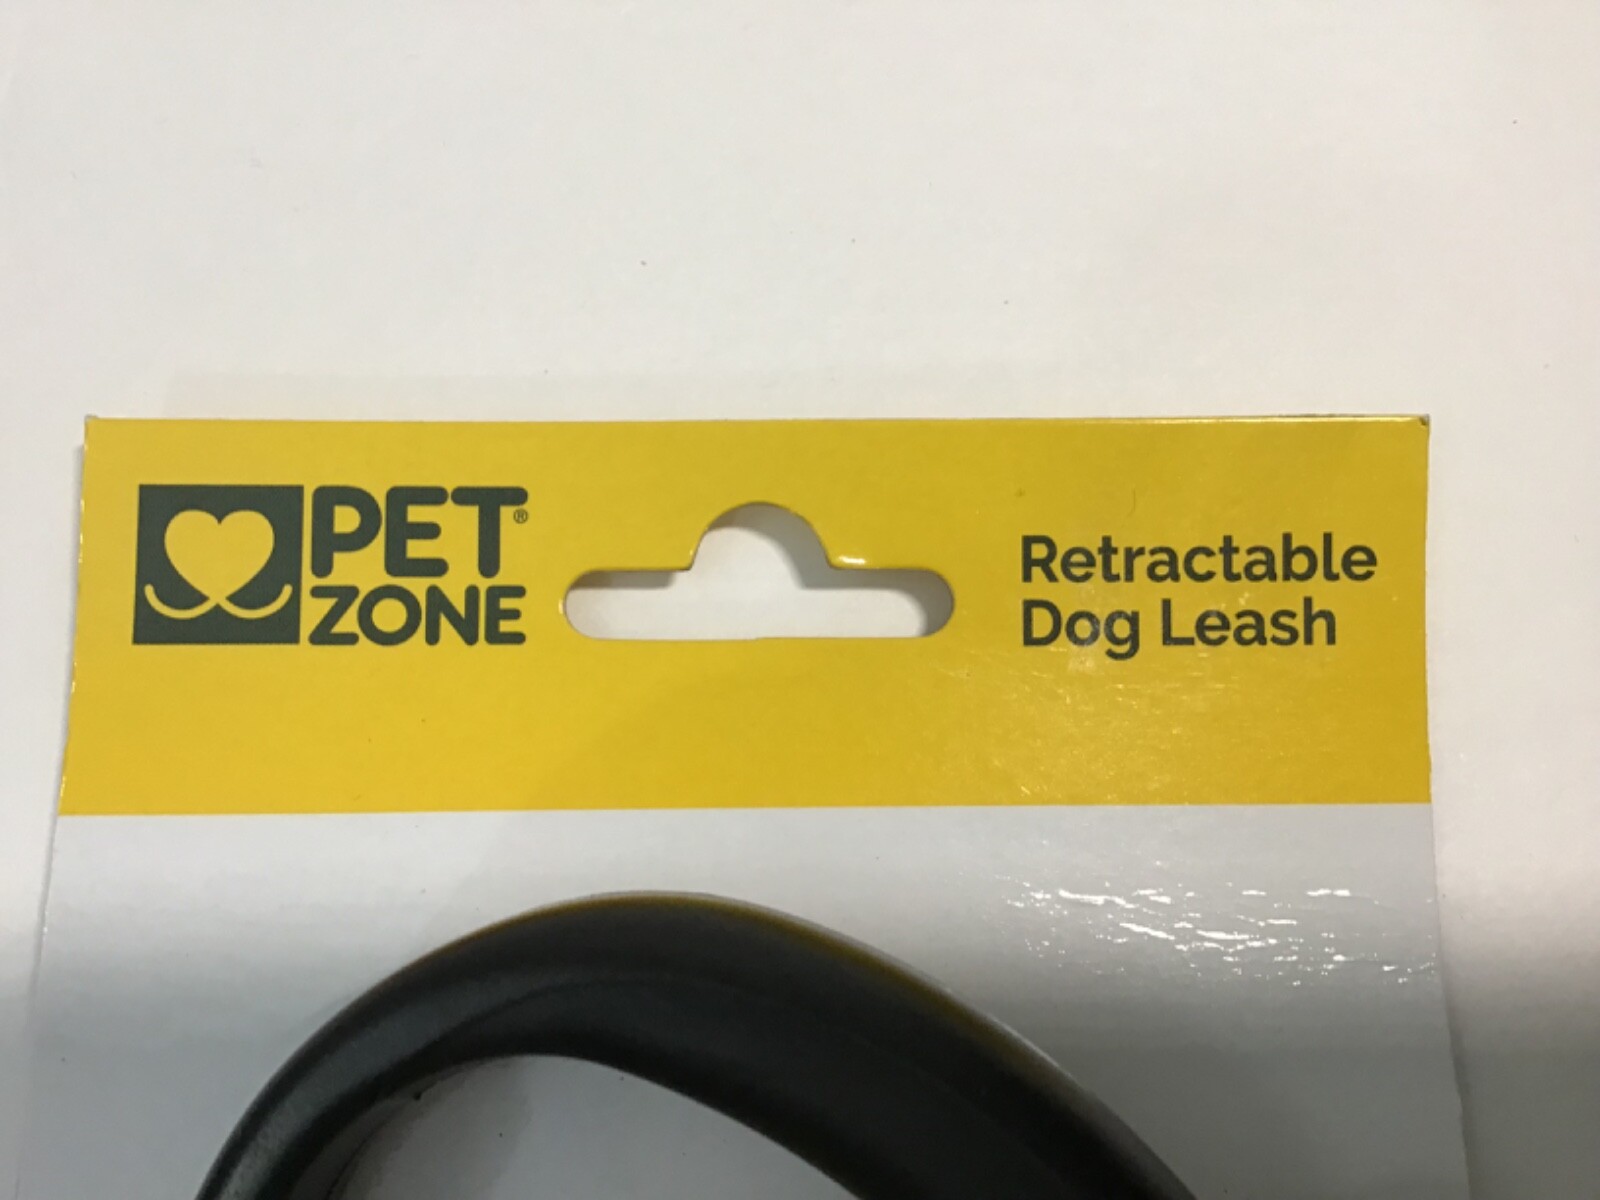 PET®
ZONE
Retractable
Dog Leash